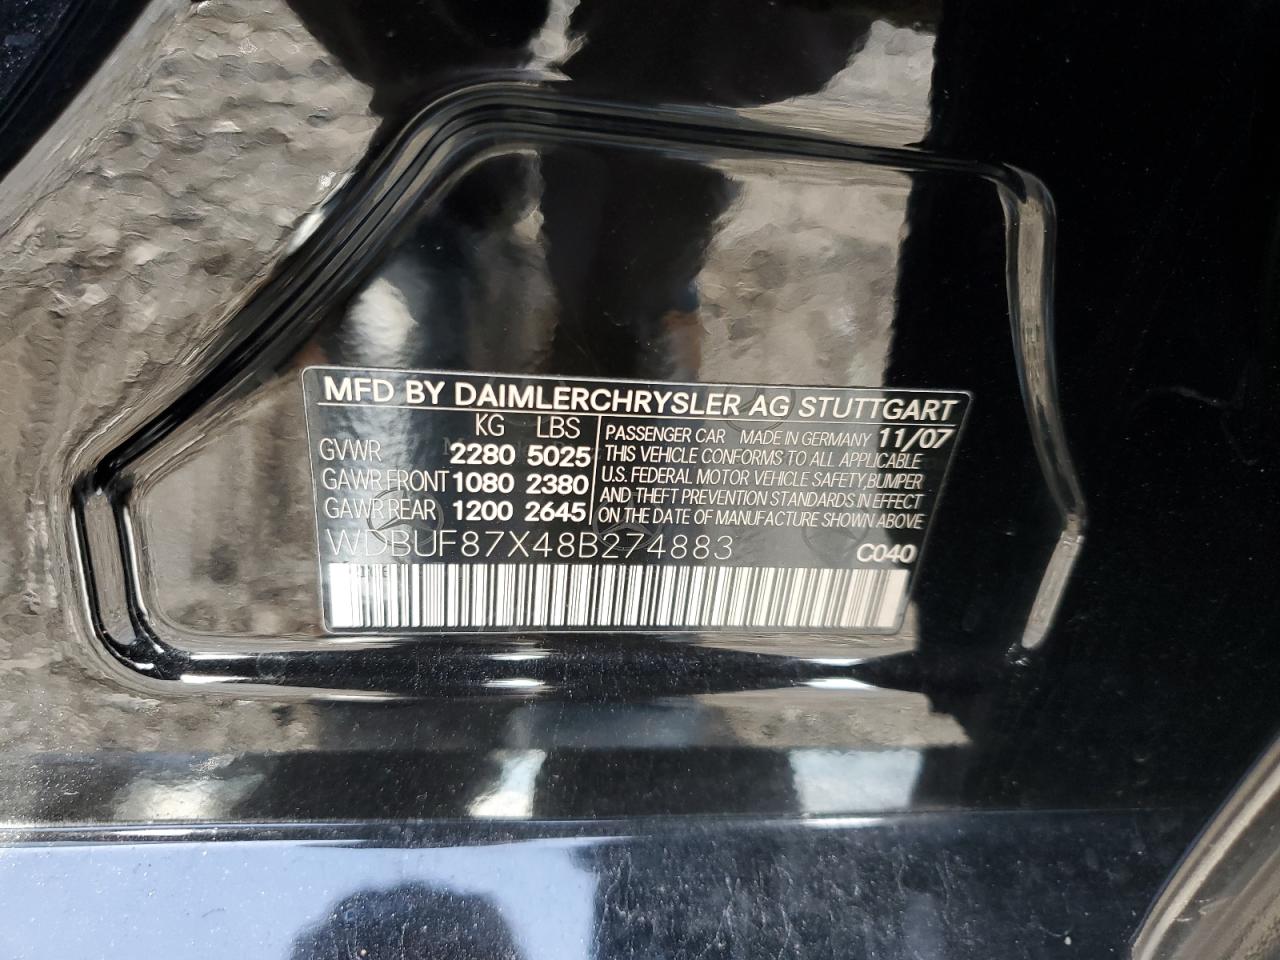 MFD BY DAIMLERCHRYSLER AG STUTTGART
KG LBS
GVWR 2280 5025
GAWR FRONT 1080 2380
GAWR REAR 1200 2645
PASSENGER CAR MADE IN GERMANY 11/07
THIS VEHICLE CONFORMS TO ALL APPLICABLE
U.S. FEDERAL MOTOR VEHICLE SAFETY,BUMPER
AND THEFT PREVENTION STANDARDS IN EFFECT
ON THE DATE OF MANUFACTURE SHOWN ABOVE
WDBUF87X48B274883 C040